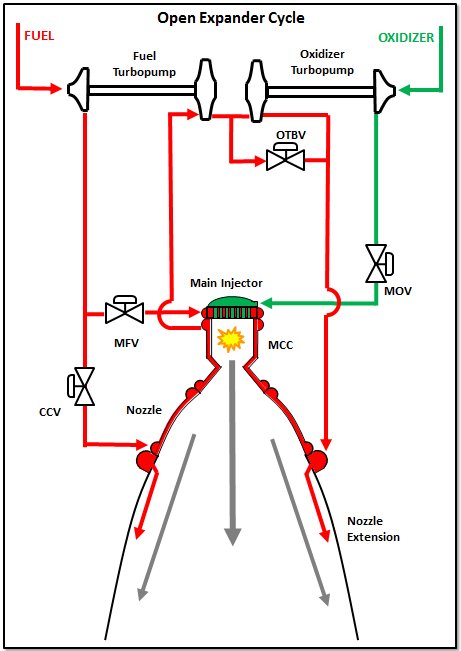 Open Expander Cycle
FUEL
OXIDIZER
Fuel
Turbopump
Oxidizer
Turbopump
OTBV
MOV
Main Injector
MFV
MCC
CCV
Nozzle
Nozzle
Extension